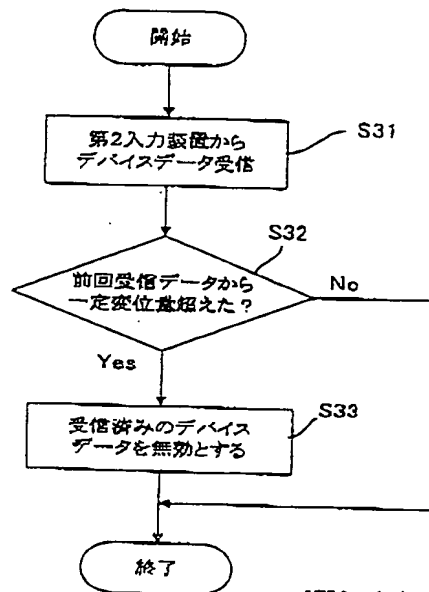 開始
第2入力装置から
デバイスデータ受信
S31
S32
前回受信データから
一定変位量超えた?
No
Yes
S33
受信済みのデバイス
データを無効とする
終了